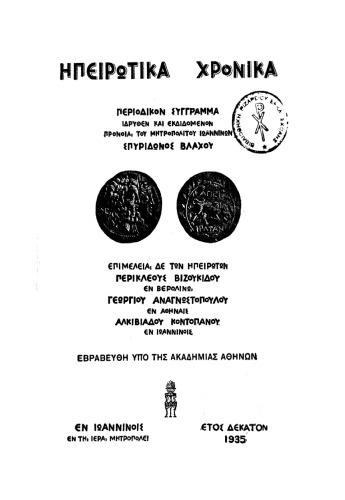 ΗΠΕΙΡΩΤΙΚΑ ΧΡΟΝΙΚΑ
ΠΕΡΙΟΔΙΚΟΝ ΣΥΓΓΡΑΜΜΑ
ΙΔΡΥΘΕΝ ΚΑΙ ΕΚΔΙΔΟΜΕΝΟΝ
ΠΡΟΝΟΙΑΙ ΤΟΥ ΜΗΤΡΟΠΟΛΙΤΟΥ ΙΩΑΝΝΙΝΩΝ
ΣΠΥΡΙΔΩΝΟΣ ΒΛΑΧΟΥ
ΕΠΙΜΕΛΕΙΑΙ ΔΕ ΤΩΝ ΗΠΕΙΡΩΤΩΝ
ΠΕΡΙΚΛΕΟΥΣ ΒΙΖΟΥΚΙΔΟΥ
ΕΝ ΒΕΡΟΛΙΝΩΙ
ΓΕΩΡΓΙΟΥ ΑΝΑΓΝΩΣΤΟΠΟΥΛΟΥ
ΕΝ ΑΘΗΝΑΙΣ
ΑΛΚΙΒΙΑΔΟΥ ΚΟΝΤΟΠΑΝΟΥ
ΕΝ ΙΩΑΝΝΙΝΟΙΣ
ΕΒΡΑΒΕΥΘΗ ΥΠΟ ΤΗΣ ΑΚΑΔΗΜΙΑΣ ΑΘΗΝΩΝ
ΕΝ ΙΩΑΝΝΙΝΟΙΣ
ΕΝ ΤΗΙ ΙΕΡΑΙ ΜΗΤΡΟΠΟΛΕΙ
ΕΤΟΣ ΔΕΚΑΤΟΝ
1935